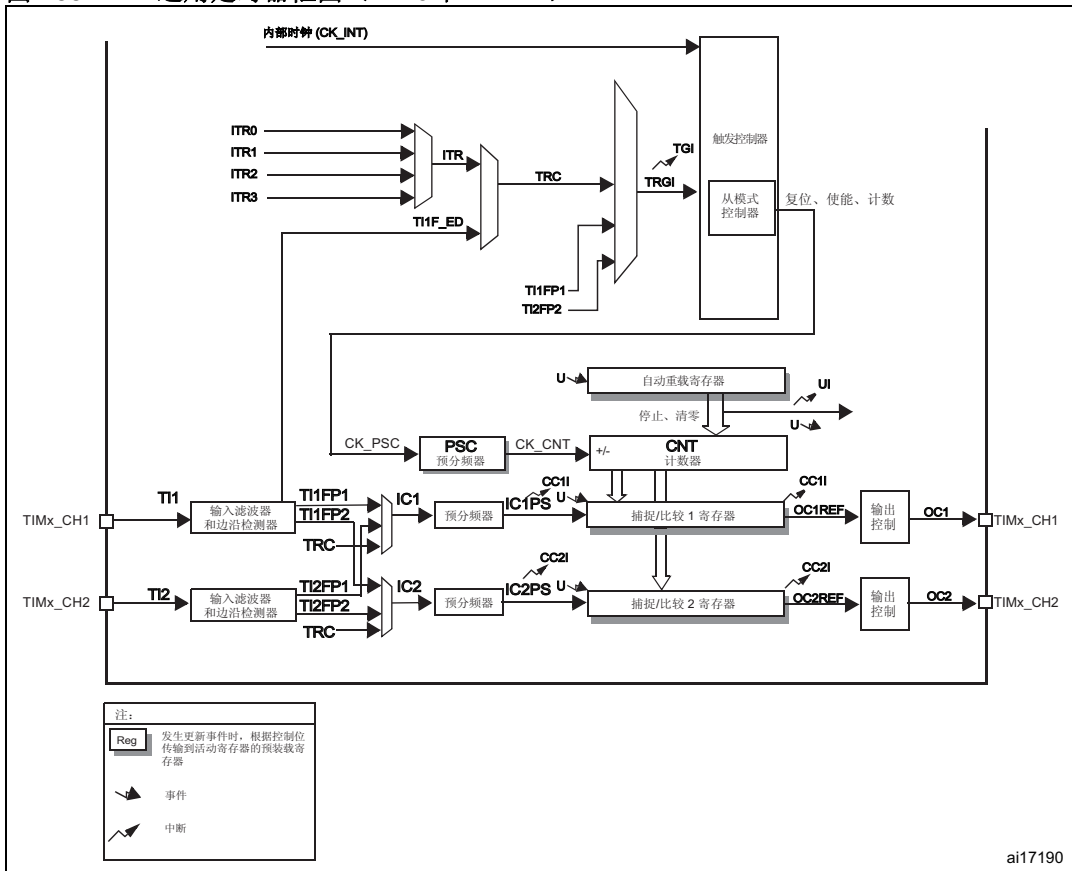 内部时钟 (CK_INT)
ITR0
ITR1
ITR2
ITR3
ITR
TI1F_ED
TRC
TI1FP1
TI2FP2
TGI
TRGI
触发控制器
从模式
控制器
复位、使能、计数
U
自动重载寄存器
UI
停止、清零
U
CK_PSC
PSC
预分频器
CK_CNT
+/-
CNT
计数器
TIMx_CH1
TI1
输入滤波器
和边沿检测器
TI1FP1
TI1FP2
TRC
IC1
预分频器
IC1PS
CC1I
U
捕捉/比较 1 寄存器
CC1I
OC1REF
输出
控制
OC1
TIMx_CH1
TIMx_CH2
TI2
输入滤波器
和边沿检测器
TI2FP1
TI2FP2
TRC
IC2
预分频器
IC2PS
CC2I
U
捕捉/比较 2 寄存器
CC2I
OC2REF
输出
控制
OC2
TIMx_CH2
注：
Reg
发生更新事件时，根据控制位
传输到活动寄存器的预装载寄
存器
事件
中断
ai17190